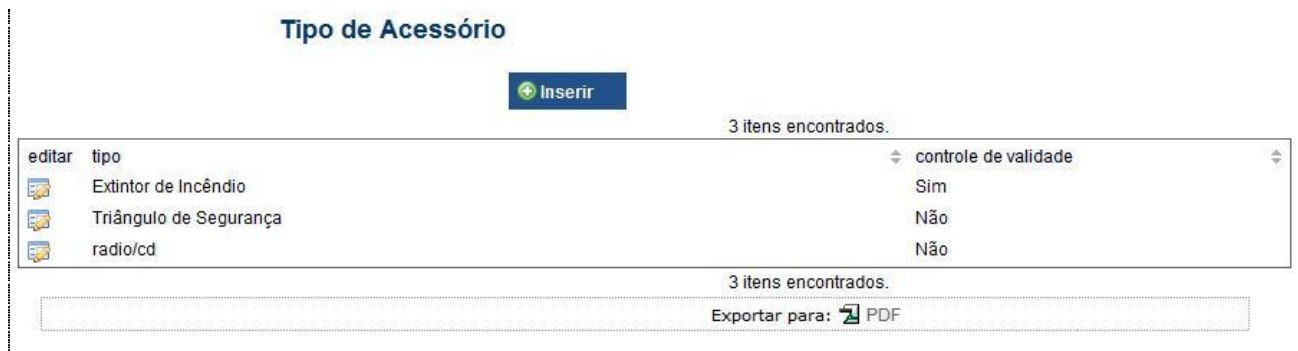 Tipo de Acessório
Inserir
3 itens encontrados.
editar tipo controle de validade
Extintor de Incêndio Sim
Triângulo de Segurança Não
radio/cd Não
3 itens encontrados.
Exportar para: PDF